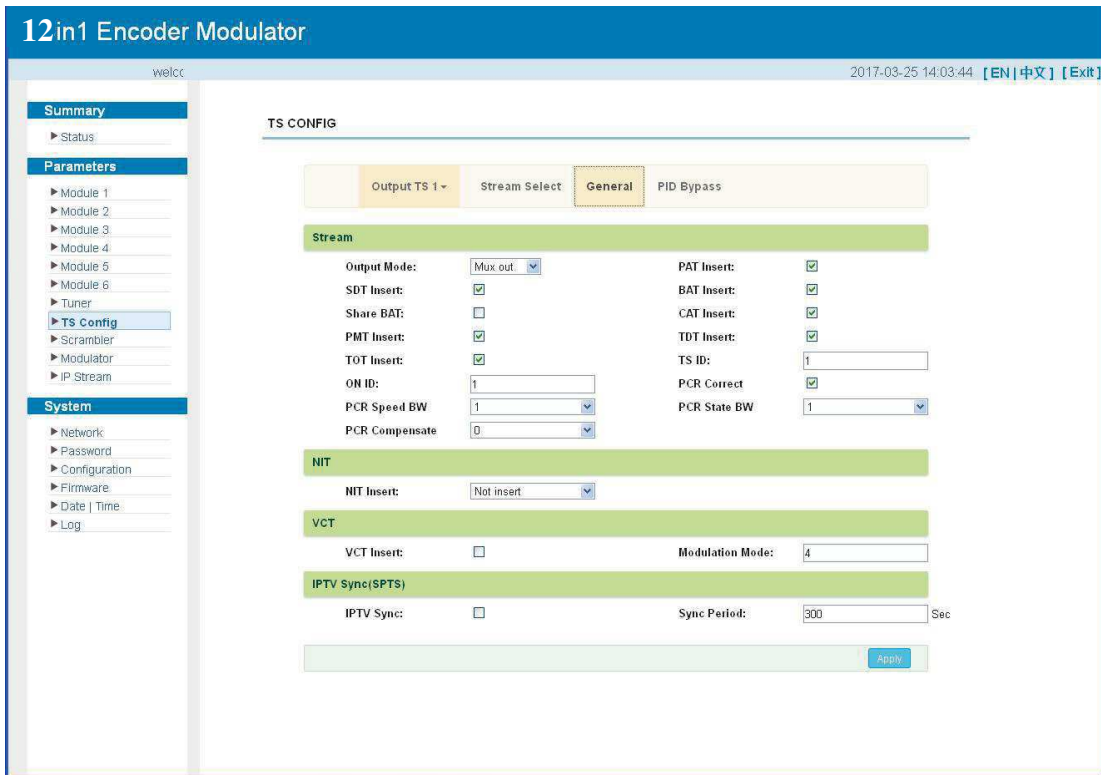 12in1 Encoder Modulator
welcc
2017-03-25 14:03:44 [EN|中文] [Exit]
Summary
Status
Parameters
Module 1
Module 2
Module 3
Module 4
Module 5
Module 6
Tuner
TS Config
Scrambler
Modulator
IP Stream
System
Network
Password
Configuration
Firmware
Date | Time
Log
TS CONFIG
Output TS 1 Stream Select General PID Bypass
Stream
Output Mode: Mux out PAT Insert:
SDT Insert: BAT Insert:
Share BAT: CAT Insert:
PMT Insert: TDT Insert:
TOT Insert: TS ID: 1
ON ID: 1 PCR Correct
PCR Speed BW 1 PCR State BW 1
PCR Compensate 0
NIT
NIT Insert: Not insert
VCT
VCT Insert: Modulation Mode: 4
IPTV Sync(SPTS)
IPTV Sync: Sync Period: 300 Sec
Apply